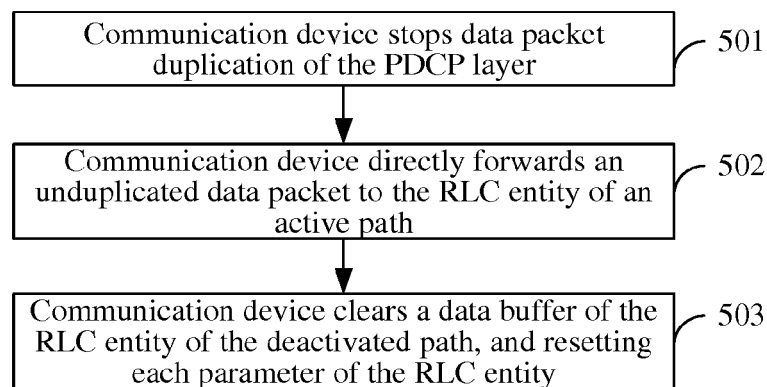 Communication device stops data packet
duplication of the PDCP layer
501
Communication device directly forwards an
unduplicated data packet to the RLC entity of an
active path
502
Communication device clears a data buffer of the
RLC entity of the deactivated path, and resetting
each parameter of the RLC entity
503